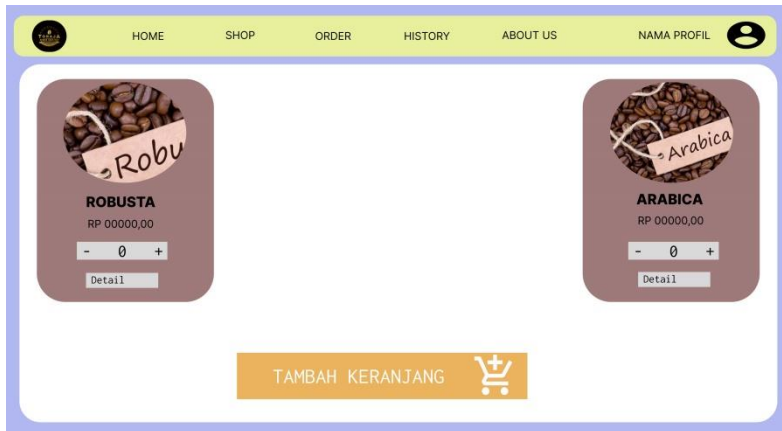 HOME SHOP ORDER HISTORY ABOUT US NAMA PROFIL
Robu
ROBUSTA
RP 00000,00
- 0 +
Detail
Arabica
ARABICA
RP 00000,00
- 0 +
Detail
TAMBAH KERANJANG